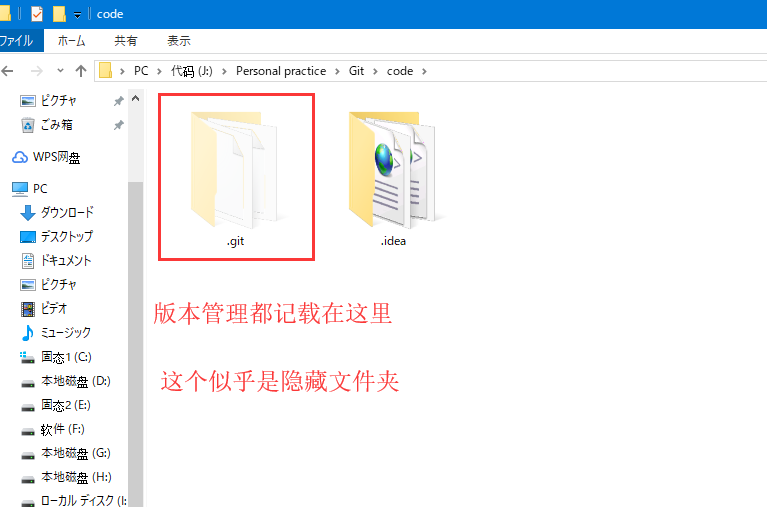 code
ファイル
ホーム
共有
表示
PC
代码 (J:)
Personal practice
Git
code
ピクチャ
ごみ箱
WPS网盘
PC
ダウンロード
デスクトップ
ドキュメント
ピクチャ
ビデオ
ミュージック
固态1 (C:)
本地磁盘 (D:)
固态2 (E:)
软件 (F:)
本地磁盘 (G:)
本地磁盘 (H:)
ローカル ディスク (I:
.git
.idea
版本管理都记载在这里
这个似乎是隐藏文件夹